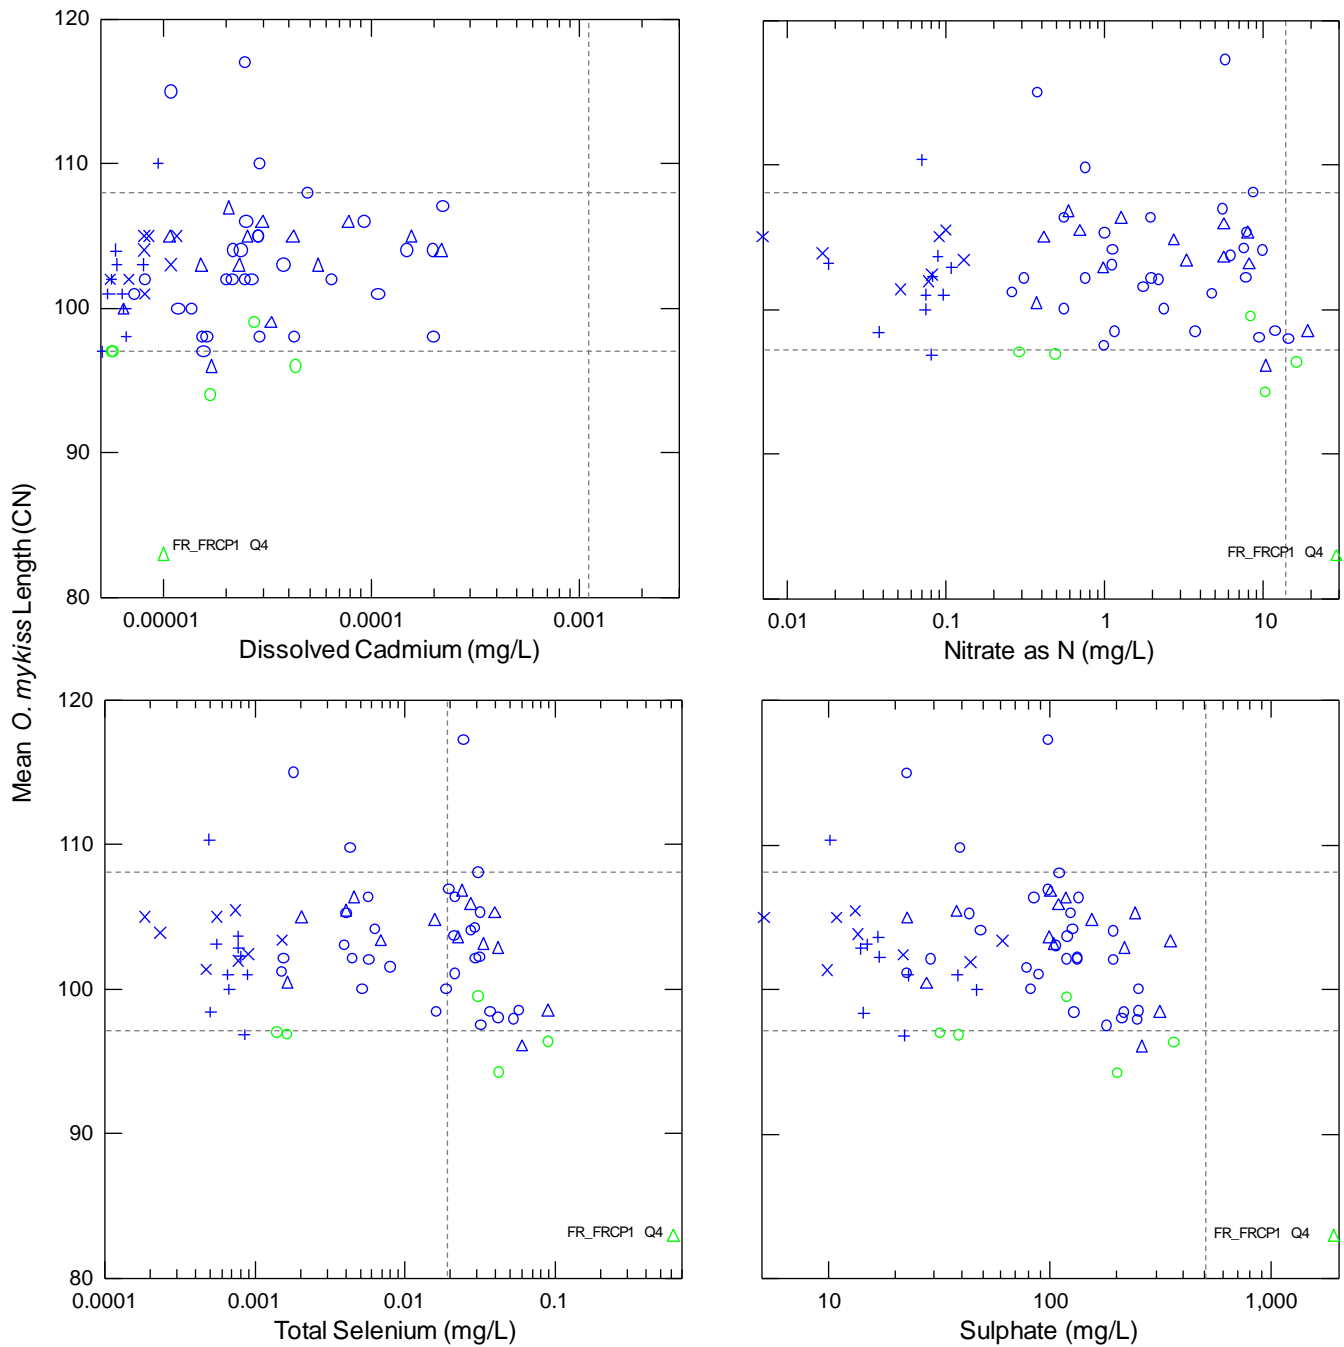 120
110
100
90
80
FR_FRCP1 Q4
0.00001 0.0001 0.001
Dissolved Cadmium (mg/L)
FR_FRCP1 Q4
0.01 0.1 1 10
Nitrate as N (mg/L)
Mean O. mykiss Length (CN)
120
110
100
90
80
FR_FRCP1 Q4
0.0001 0.001 0.01 0.1
Total Selenium (mg/L)
FR_FRCP1 Q4
10 100 1,000
Sulphate (mg/L)